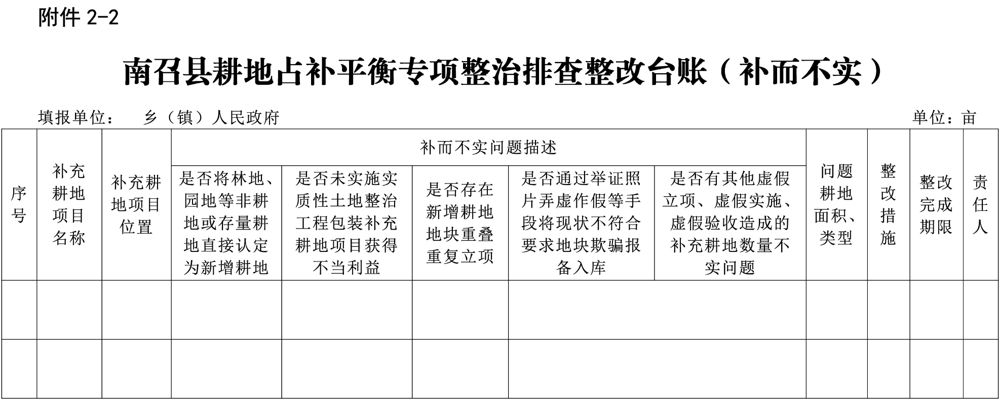 附件 2-2
南召县耕地占补平衡专项整治排查整改台账（补而不实）
填报单位：　　乡（镇）人民政府　　单位：亩
序
号
补充
耕地
项目
名称
补充耕
地项目
位置
补而不实问题描述
是否将林地、
园地等非耕
地或存量耕
地直接认定
为新增耕地
是否未实施实
质性土地整治
工程包装补充
耕地项目获得
不当利益
是否存在
新增耕地
地块重叠
重复立项
是否通过举证照
片弄虚作假等手
段将现状不符合
要求地块欺骗报
备入库
是否有其他虚假
立项、虚假实施、
虚假验收造成的
补充耕地数量不
实问题
问题
耕地
面积、
类型
整
改
措
施
整改
完成
期限
责
任
人